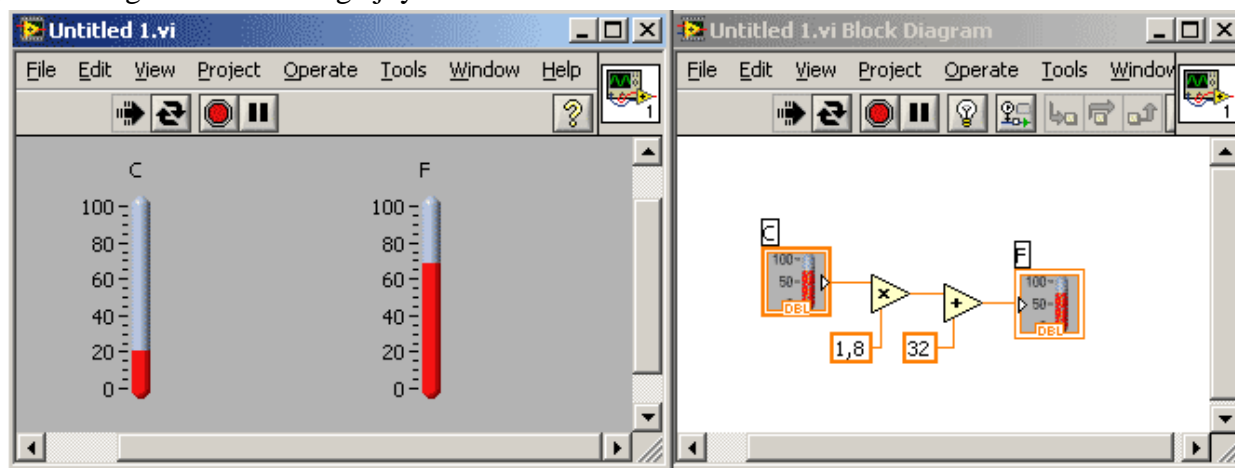 Untitled 1.vi
File Edit View Project Operate Tools Window Help
1
C
100
80
60
40
20
0
F
100
80
60
40
20
0
Untitled 1.vi Block Diagram
File Edit View Project Operate Tools
1
C
100
50
DBL
1,8
32
F
100
50
DBL